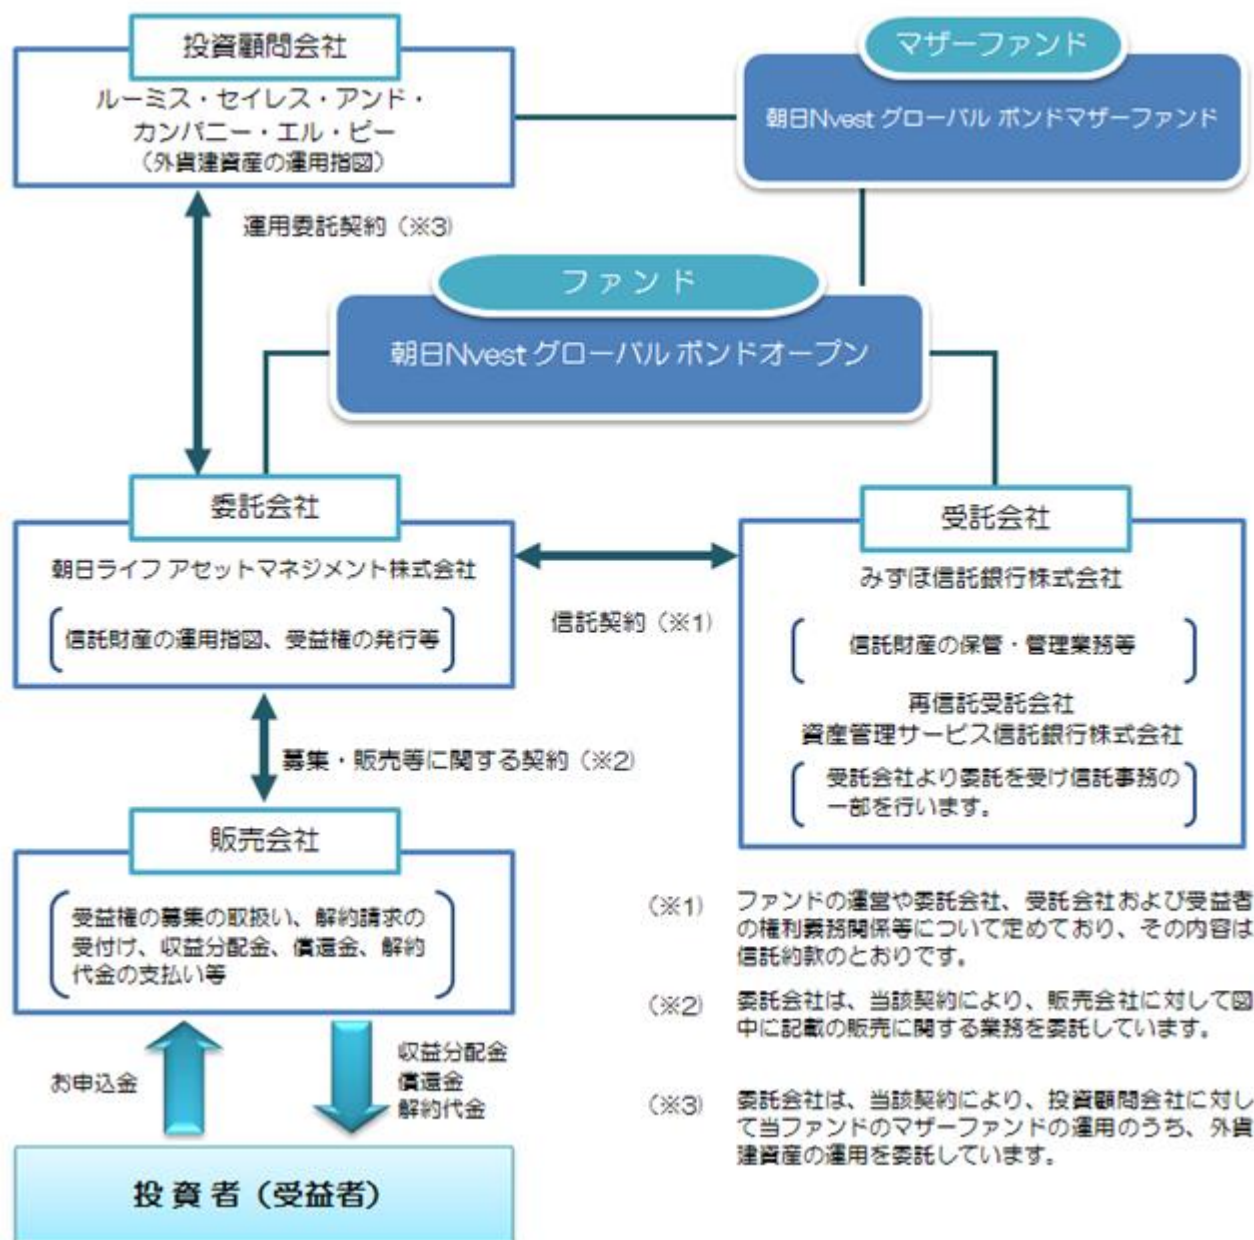 投資顧問会社
ルーミス・セイレス・アンド・
カンパニー・エル・ピー
（外貨建資産の運用指図）
マザーファンド
朝日Nvest グローバル ボンドマザーファンド
運用委託契約（※3）
ファンド
朝日Nvest グローバル ボンドオープン
委託会社
朝日ライフ アセットマネジメント株式会社
信託財産の運用指図、受益権の発行等
信託契約（※1）
受託会社
みずほ信託銀行株式会社
信託財産の保管・管理業務等
再信託受託会社
資産管理サービス信託銀行株式会社
受託会社より委託を受け信託事務の
一部を行います。
募集・販売等に関する契約（※2）
販売会社
受益権の募集の取扱い、解約請求の
受付け、収益分配金、償還金、解約
代金の支払い等
お申込金
収益分配金
償還金
解約代金
投資者（受益者）
（※1） ファンドの運営や委託会社、受託会社および受益者
の権利義務関係等について定めており、その内容は
信託約款のとおりです。
（※2） 委託会社は、当該契約により、販売会社に対して図
中に記載の販売に関する業務を委託しています。
（※3） 委託会社は、当該契約により、投資顧問会社に対し
て当ファンドのマザーファンドの運用のうち、外貨
建資産の運用を委託しています。